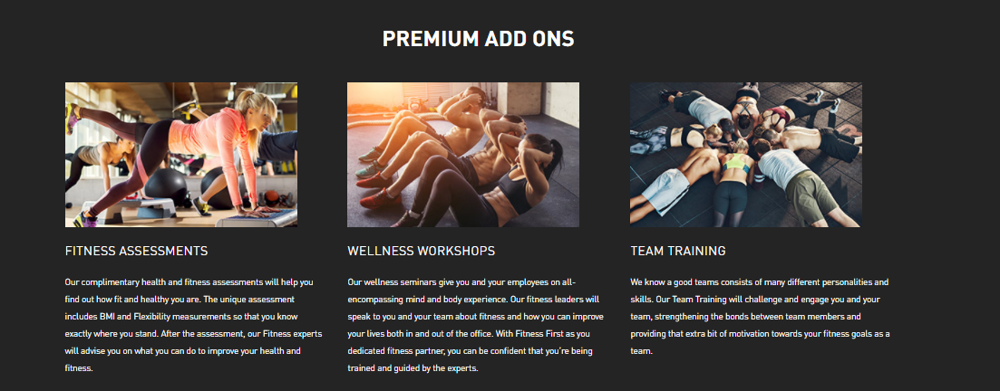 PREMIUM ADD ONS
FITNESS ASSESSMENTS
Our complimentary health and fitness assessments will help you
find out how fit and healthy you are. The unique assessment
includes BMI and Flexibility measurements so that you know
exactly where you stand. After the assessment, our Fitness experts
will advise you on what you can do to improve your health and
fitness.
WELLNESS WORKSHOPS
Our wellness seminars give you and your employees on all-
encompassing mind and body experience. Our fitness leaders will
speak to you and your team about fitness and how you can improve
your lives both in and out of the office. With Fitness First as you
dedicated fitness partner, you can be confident that you're being
trained and guided by the experts.
TEAM TRAINING
We know a good teams consists of many different personalities and
skills. Our Team Training will challenge and engage you and your
team, strengthening the bonds between team members and
providing that extra bit of motivation towards your fitness goals as a
team.